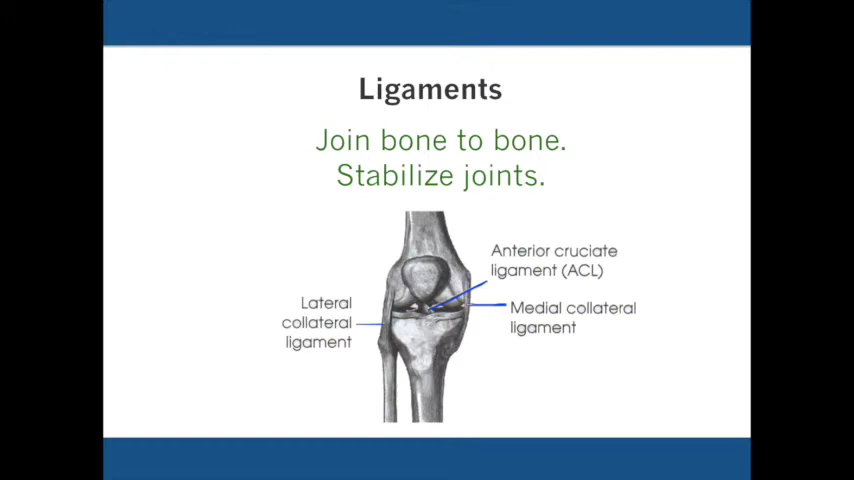 Ligaments
Join bone to bone.
Stabilize joints.
Anterior cruciate
ligament (ACL)
Lateral
collateral
ligament
Medial collateral
ligament